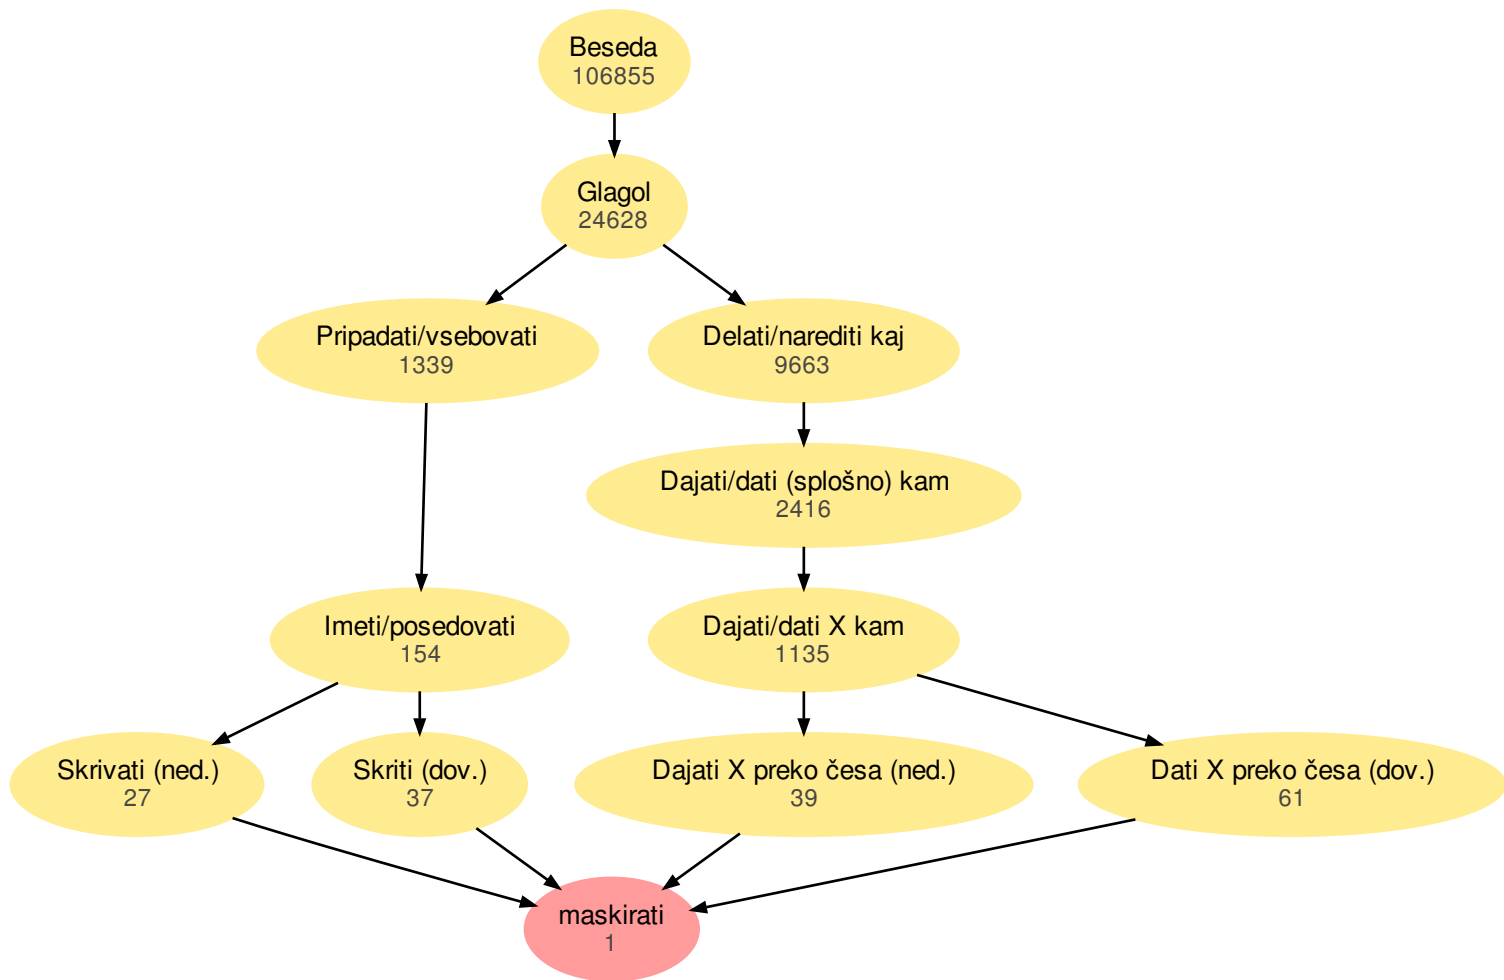 Beseda
106855
Glagol
24628
Pripadati/vsebovati
1339
Delati/narediti kaj
9663
Dajati/dati (splošno) kam
2416
Imeti/posedovati
154
Dajati/dati X kam
1135
Skrivati (ned.)
27
Skriti (dov.)
37
Dajati X preko česa (ned.)
39
Dati X preko česa (dov.)
61
maskirati
1